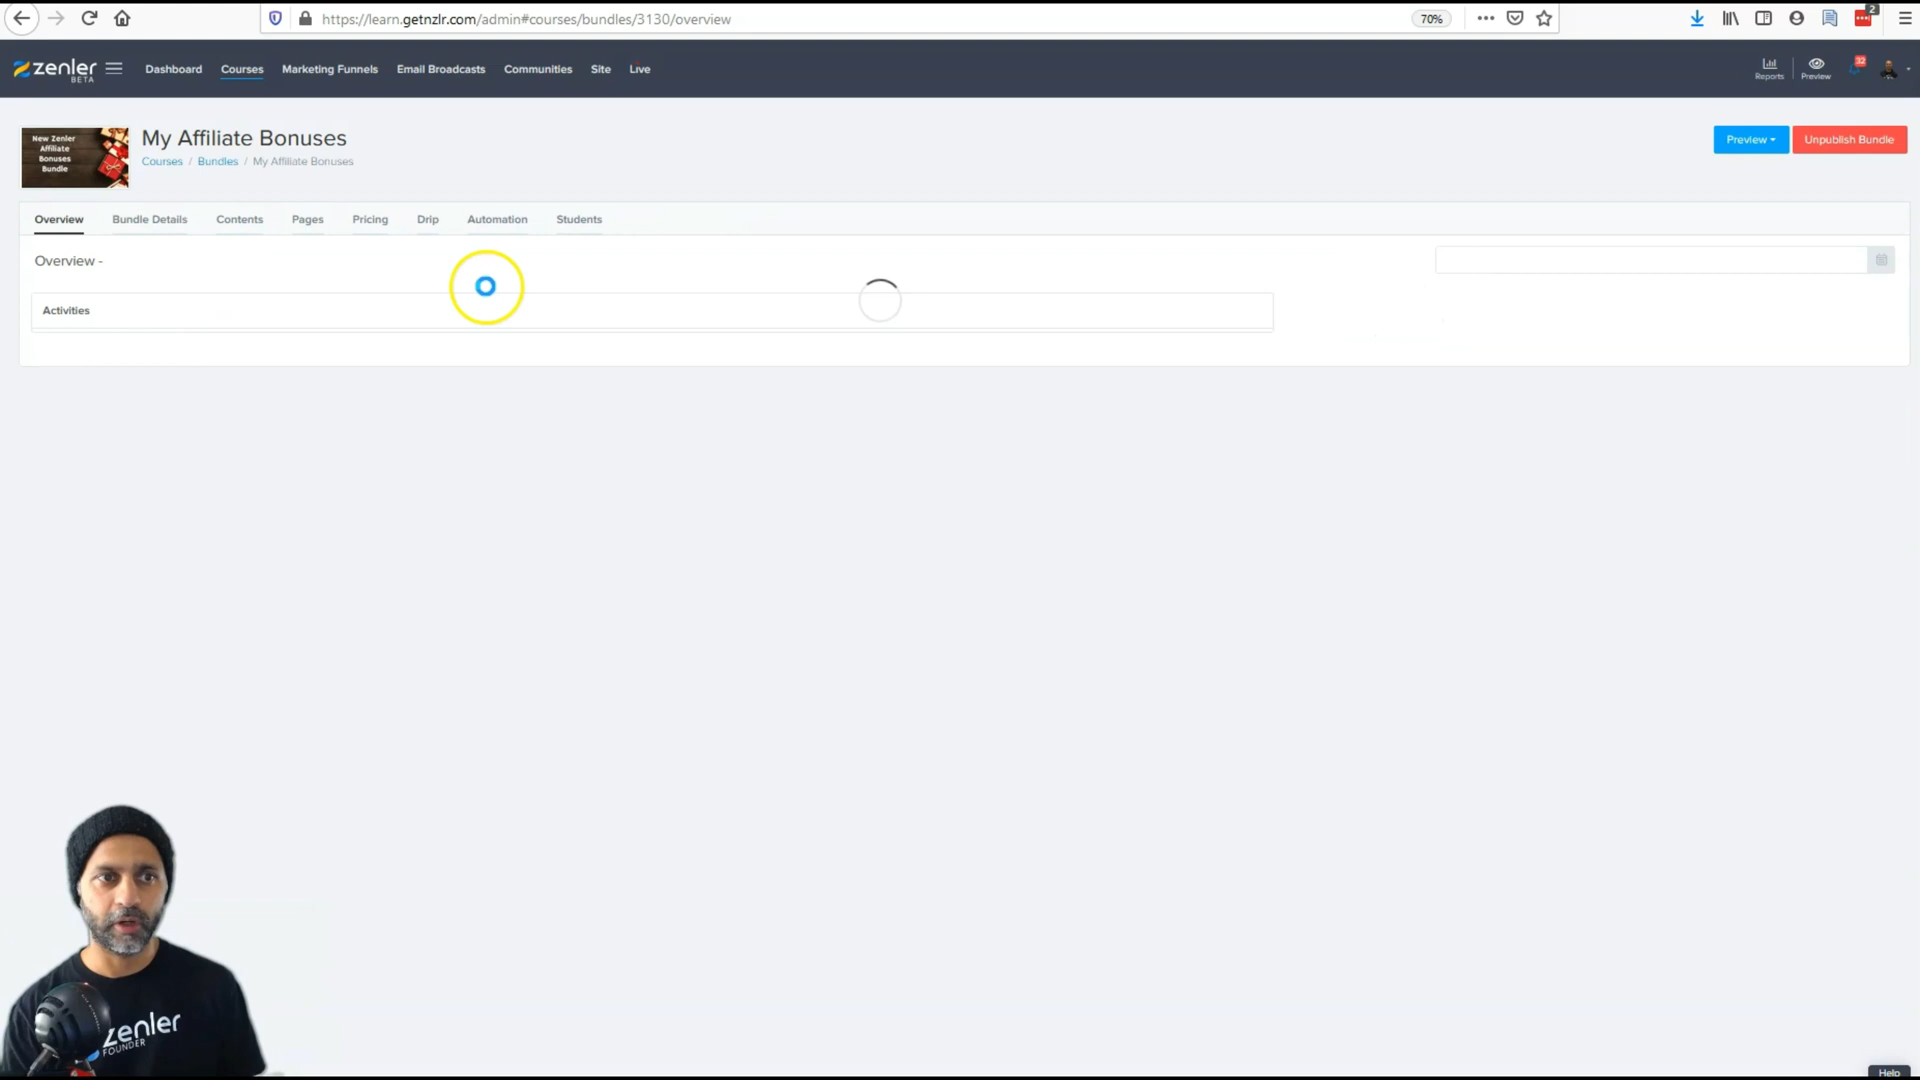 https://learn.getnzlr.com/admin#courses/bundles/3130/overview
70%
2
zenler
BETA
Dashboard
Courses
Marketing Funnels
Email Broadcasts
Communities
Site
Live
Reports
Preview
32
New Zenler
Affiliate
Bonuses
Bundle
My Affiliate Bonuses
Courses / Bundles / My Affiliate Bonuses
Preview
Unpublish Bundle
Overview
Bundle Details
Contents
Pages
Pricing
Drip
Automation
Students
Overview -
Activities
zenler
FOUNDER
Help